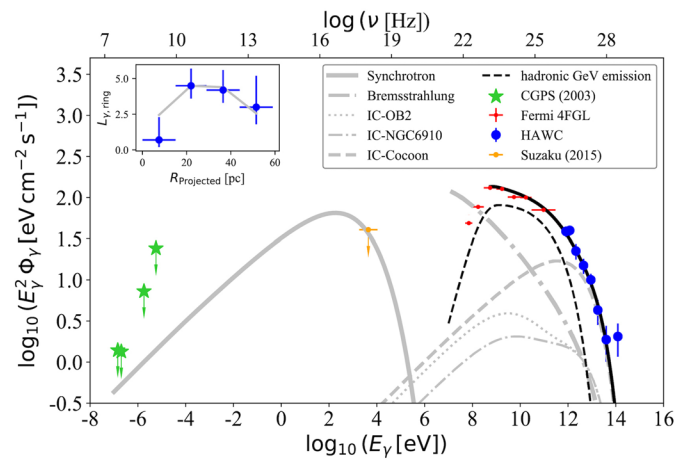 log (ν [Hz])
7 10 13 16 19 22 25 28 31
log₁₀ (E²ᵧ Φᵧ [eV cm⁻² s⁻¹])
3.5
3.0
2.5
2.0
1.5
1.0
0.5
0.0
-0.5
Lᵧ, ring
5.0
2.5
0.0
0 20 40 60
R_Projected [pc]
Synchrotron
Bremsstrahlung
IC-OB2
IC-NGC6910
IC-Cocoon
hadronic GeV emission
CGPS (2003)
Fermi 4FGL
HAWC
Suzaku (2015)
-8 -6 -4 -2 0 2 4 6 8 10 12 14 16
log₁₀ (Eᵧ [eV])